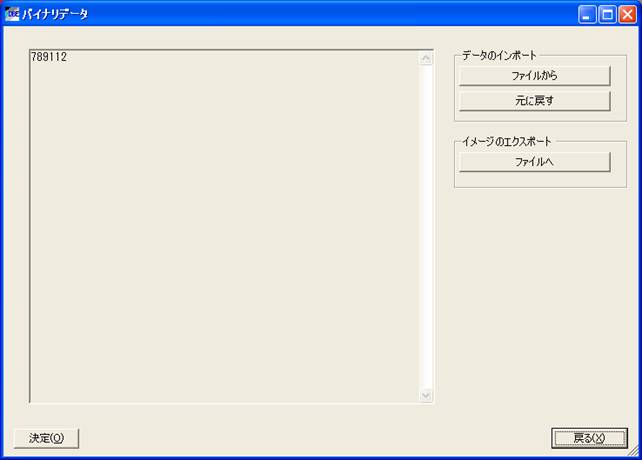 バイナリデータ
789112
データのインポート
ファイルから
元に戻す
イメージのエクスポート
ファイルへ
決定(O)
戻る(X)